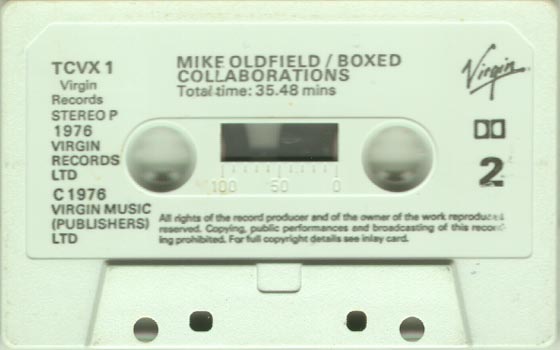 TCVX 1
Virgin
Records
STEREO P
1976
VIRGIN
RECORDS
LTD
C 1976
VIRGIN MUSIC
(PUBLISHERS)
LTD
MIKE OLDFIELD / BOXED
COLLABORATIONS
Total time: 35.48 mins
Virgin
2
100 50 0
All rights of the record producer and of the owner of the work reproduced
reserved. Copying, public performances and broadcasting of this record-
ing prohibited. For full copyright details see inlay card.